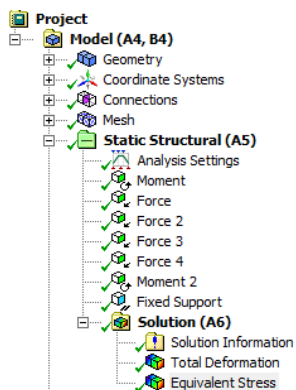 Project
Model (A4, B4)
Geometry
Coordinate Systems
Connections
Mesh
Static Structural (A5)
Analysis Settings
Moment
Force
Force 2
Force 3
Force 4
Moment 2
Fixed Support
Solution (A6)
Solution Information
Total Deformation
Equivalent Stress